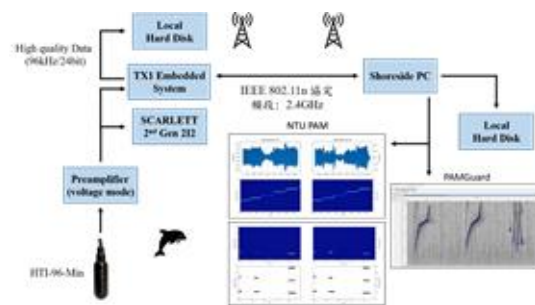 Local
Hard Disk
High quality Data
(96kHz/24bit)
TX1 Embedded
System
Shoreside PC
IEEE 802.11n 協定
頻段：2.4GHz
SCARLETT
2nd Gen 2I2
NTU PAM
Local
Hard Disk
Preamplifier
(voltage mode)
PAMGuard
HTI-96-Min